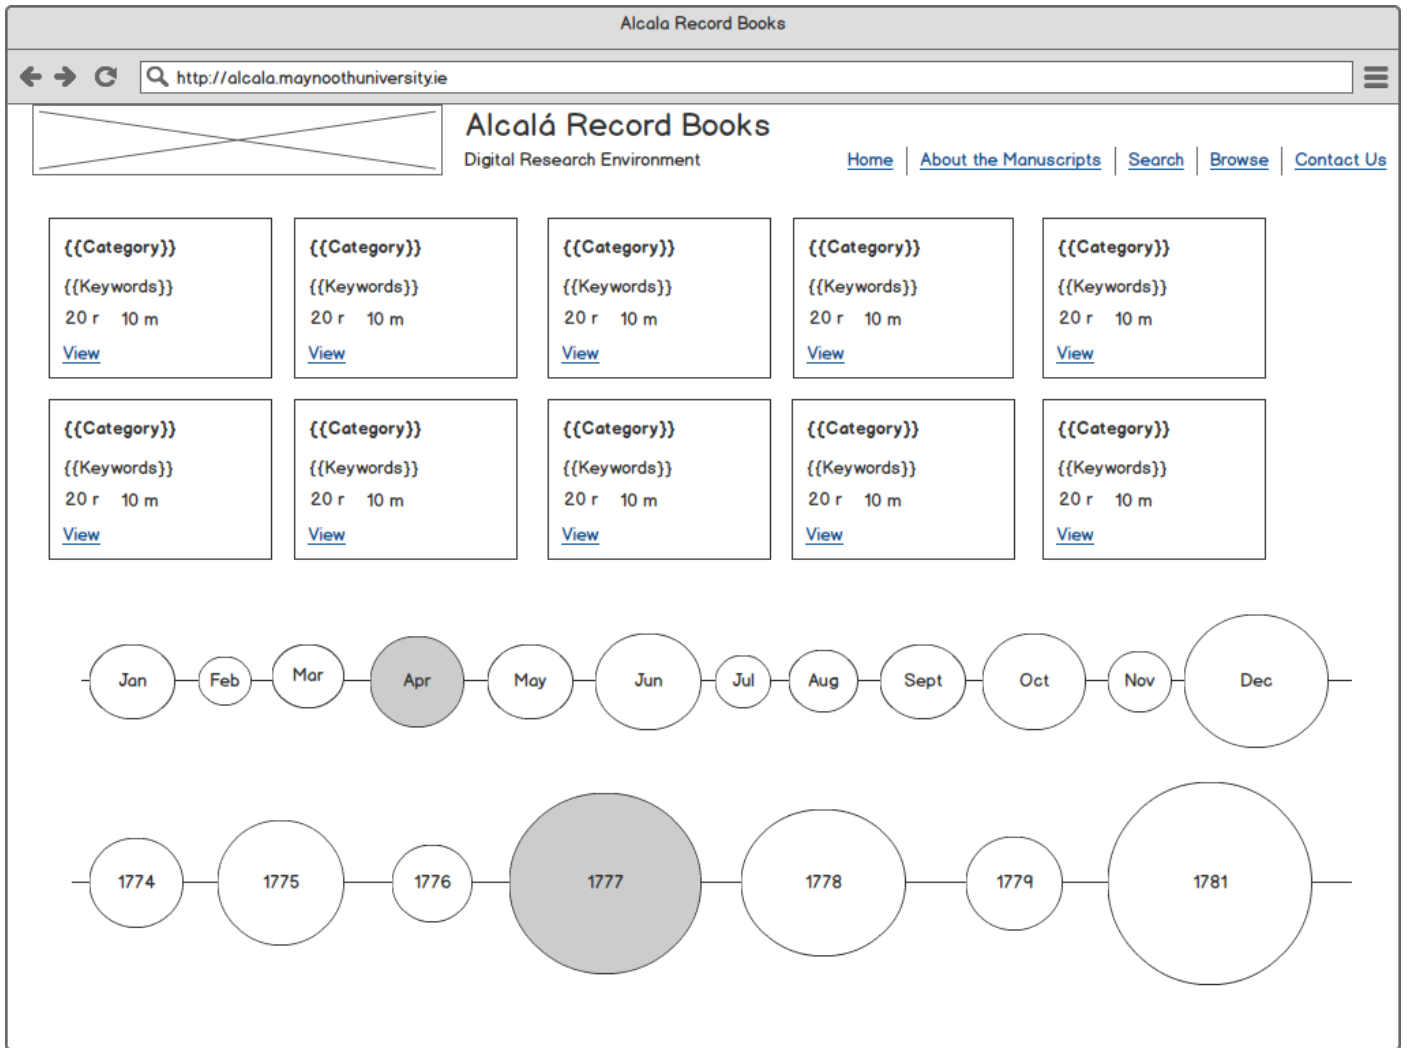 Alcala Record Books
http://alcala.maynoothuniversity.ie
Alcalá Record Books
Digital Research Environment
Home About the Manuscripts Search Browse Contact Us
{{Category}} {{Category}} {{Category}} {{Category}} {{Category}}
{{Keywords}} {{Keywords}} {{Keywords}} {{Keywords}} {{Keywords}}
20 r 10 m 20 r 10 m 20 r 10 m 20 r 10 m 20 r 10 m
View View View View View
{{Category}} {{Category}} {{Category}} {{Category}} {{Category}}
{{Keywords}} {{Keywords}} {{Keywords}} {{Keywords}} {{Keywords}}
20 r 10 m 20 r 10 m 20 r 10 m 20 r 10 m 20 r 10 m
View View View View View
Jan Feb Mar Apr May Jun Jul Aug Sept Oct Nov Dec
1774 1775 1776 1777 1778 1779 1781